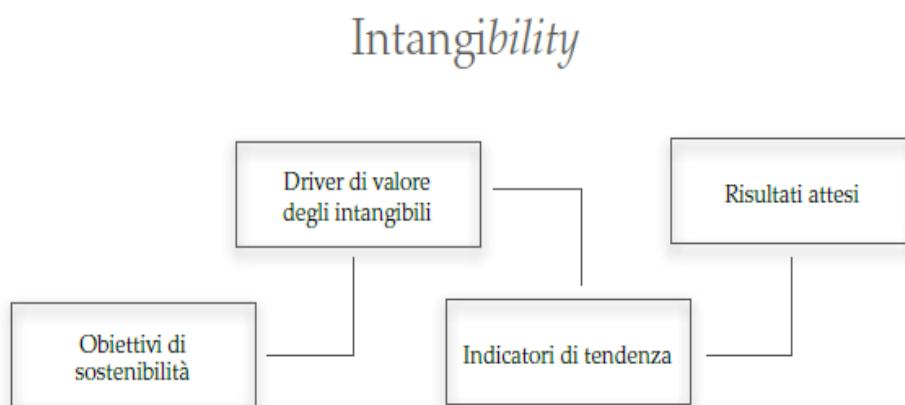 Intangibility
Driver di valore
degli intangibili
Risultati attesi
Obiettivi di
sostenibilità
Indicatori di tendenza